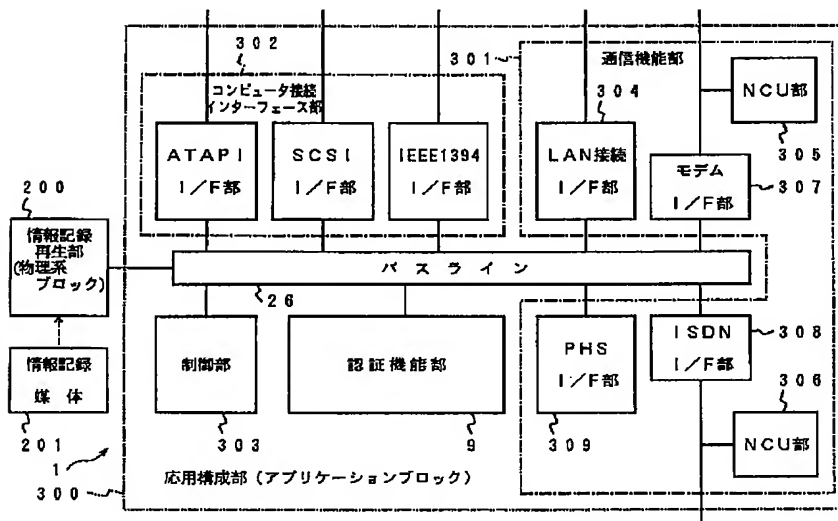 302
301
通信機能部
コンピュータ接続
インターフェース部
304
NCU部
305
ATAPI
I/F部
SCSI
I/F部
IEEE1394
I/F部
LAN接続
I/F部
モデム
I/F部
307
200
情報記録
再生部
(物理系
ブロック)
バスライン
26
情報記録
媒体
201
制御部
303
認証機能部
9
PHS
I/F部
309
ISDN
I/F部
308
306
NCU部
1
300
応用構成部(アプリケーションブロック)